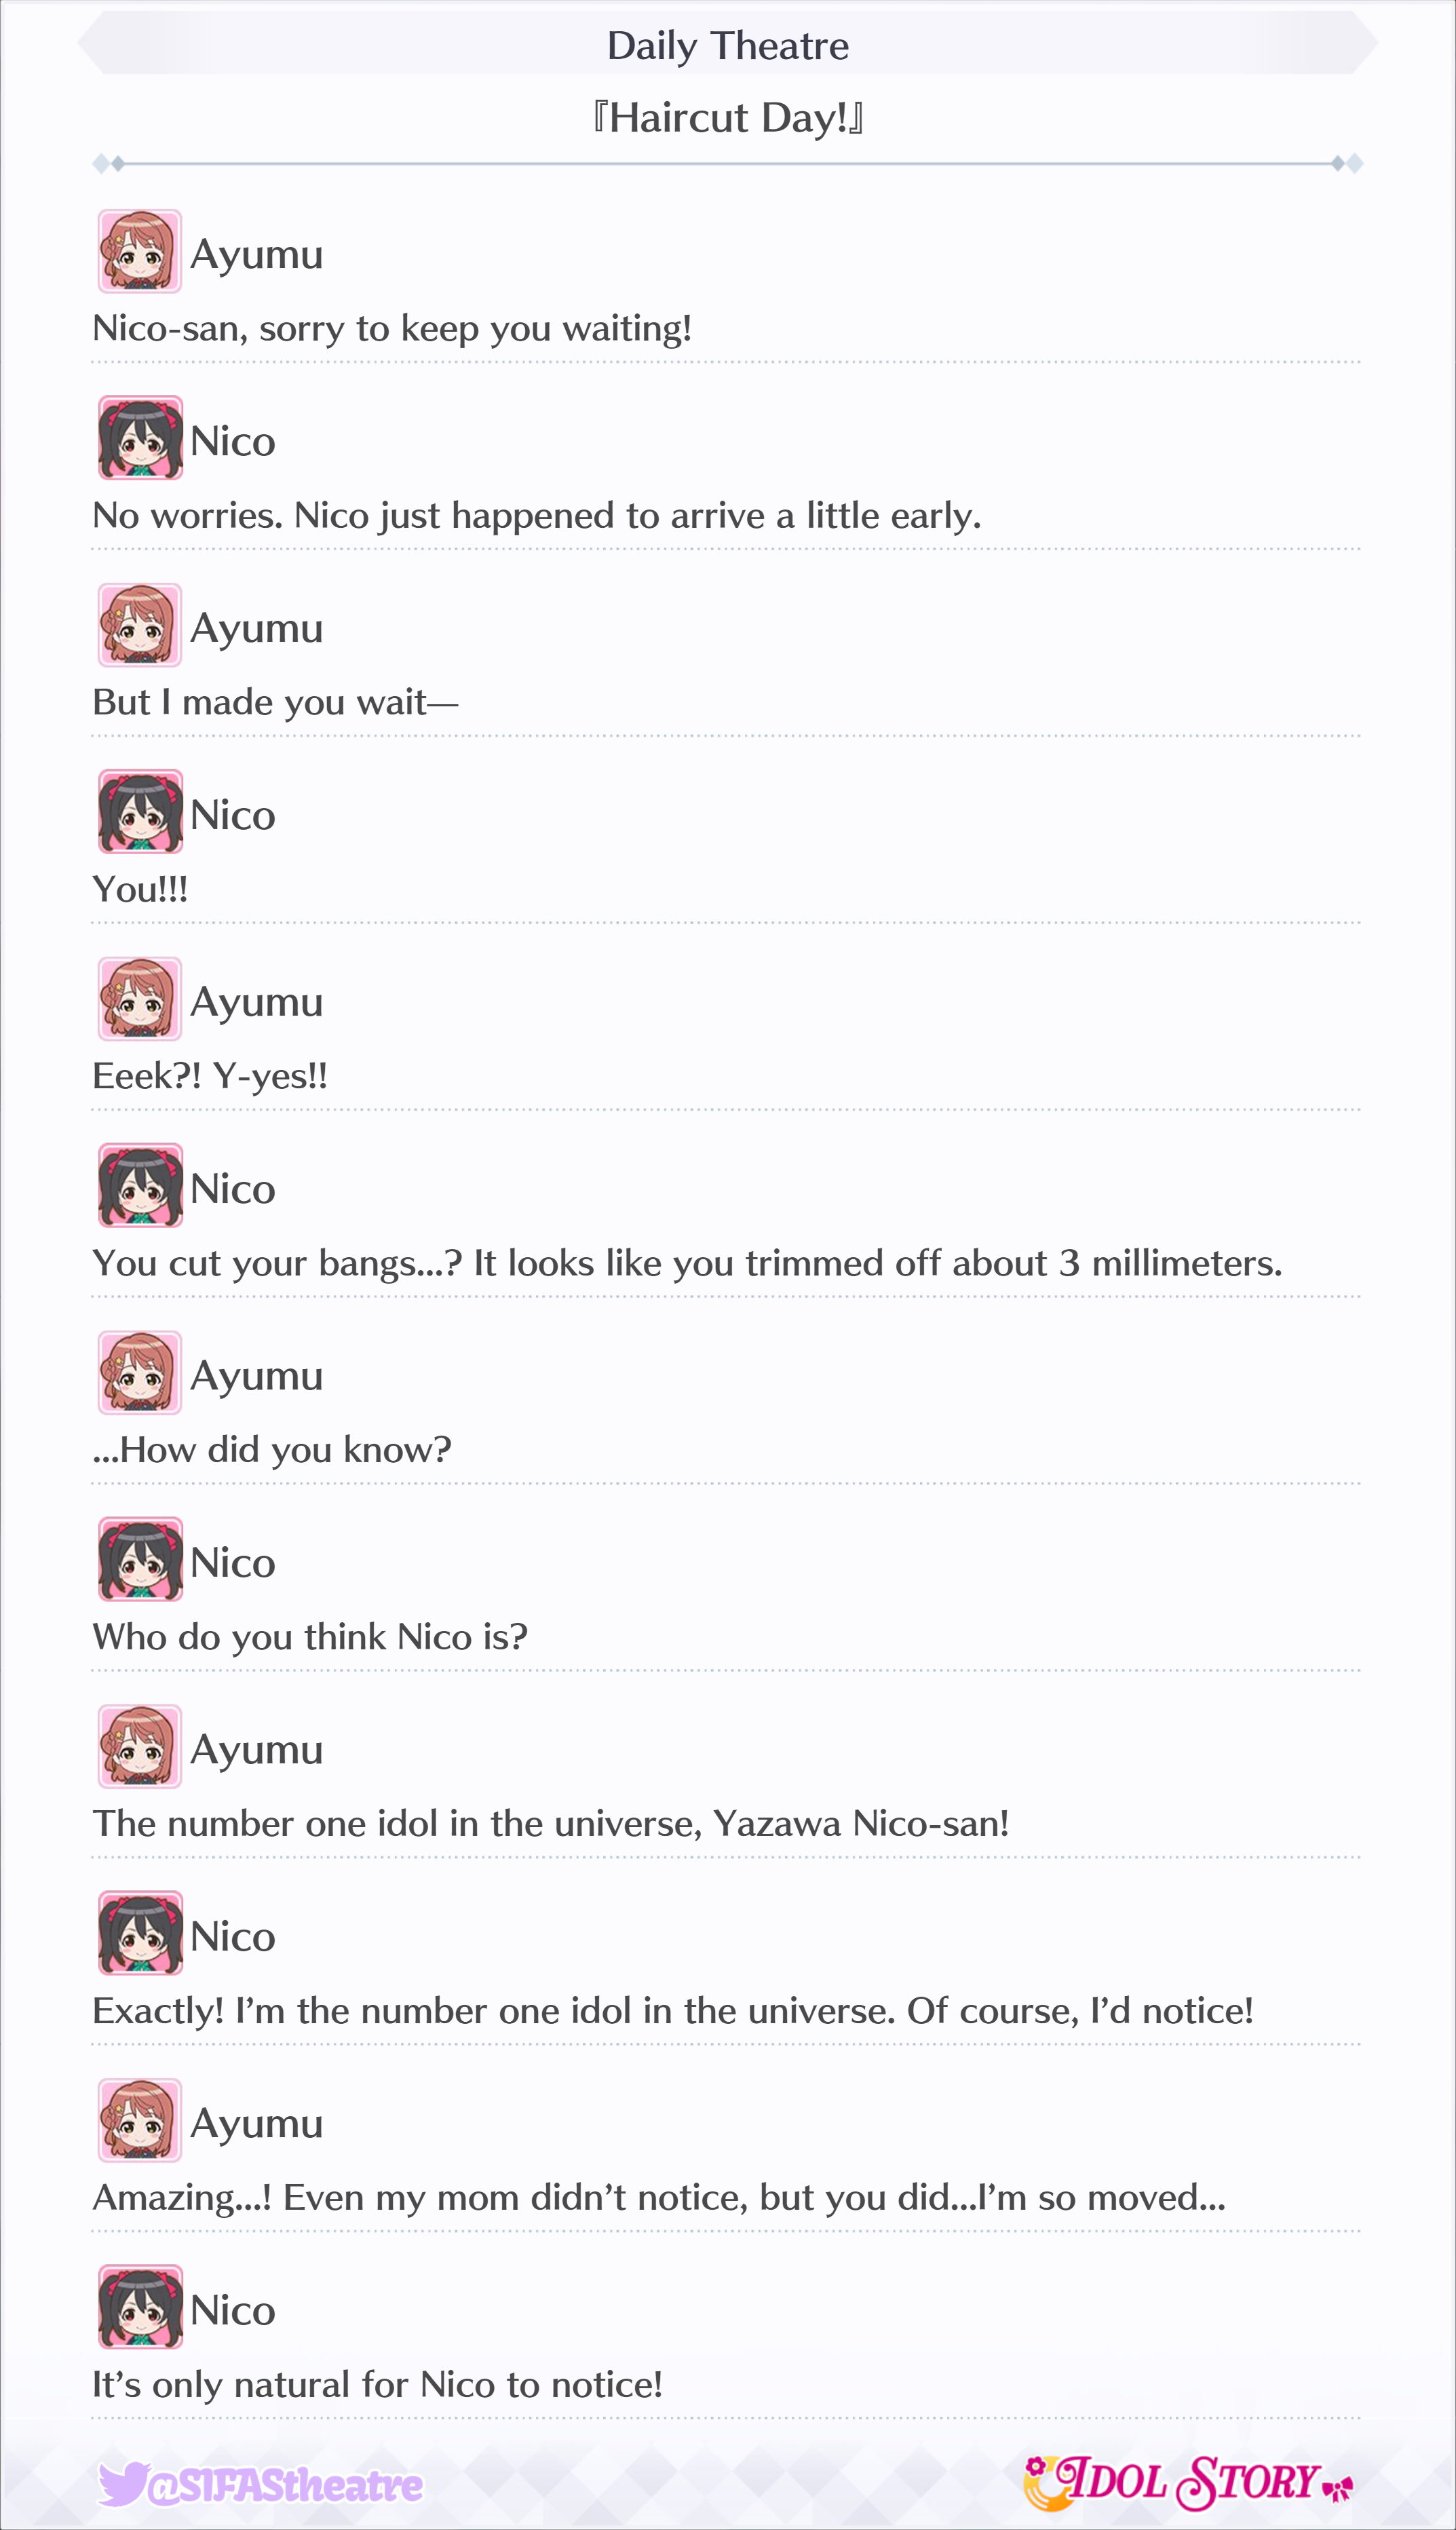 Daily Theatre
『Haircut Day!』
Ayumu
Nico-san, sorry to keep you waiting!
Nico
No worries. Nico just happened to arrive a little early.
Ayumu
But I made you wait—
Nico
You!!!
Ayumu
Eeek?! Y-yes!!
Nico
You cut your bangs...? It looks like you trimmed off about 3 millimeters.
Ayumu
...How did you know?
Nico
Who do you think Nico is?
Ayumu
The number one idol in the universe, Yazawa Nico-san!
Nico
Exactly! I’m the number one idol in the universe. Of course, I’d notice!
Ayumu
Amazing...! Even my mom didn’t notice, but you did...I’m so moved...
Nico
It’s only natural for Nico to notice!
@SIFAStheatre
IDOL STORY